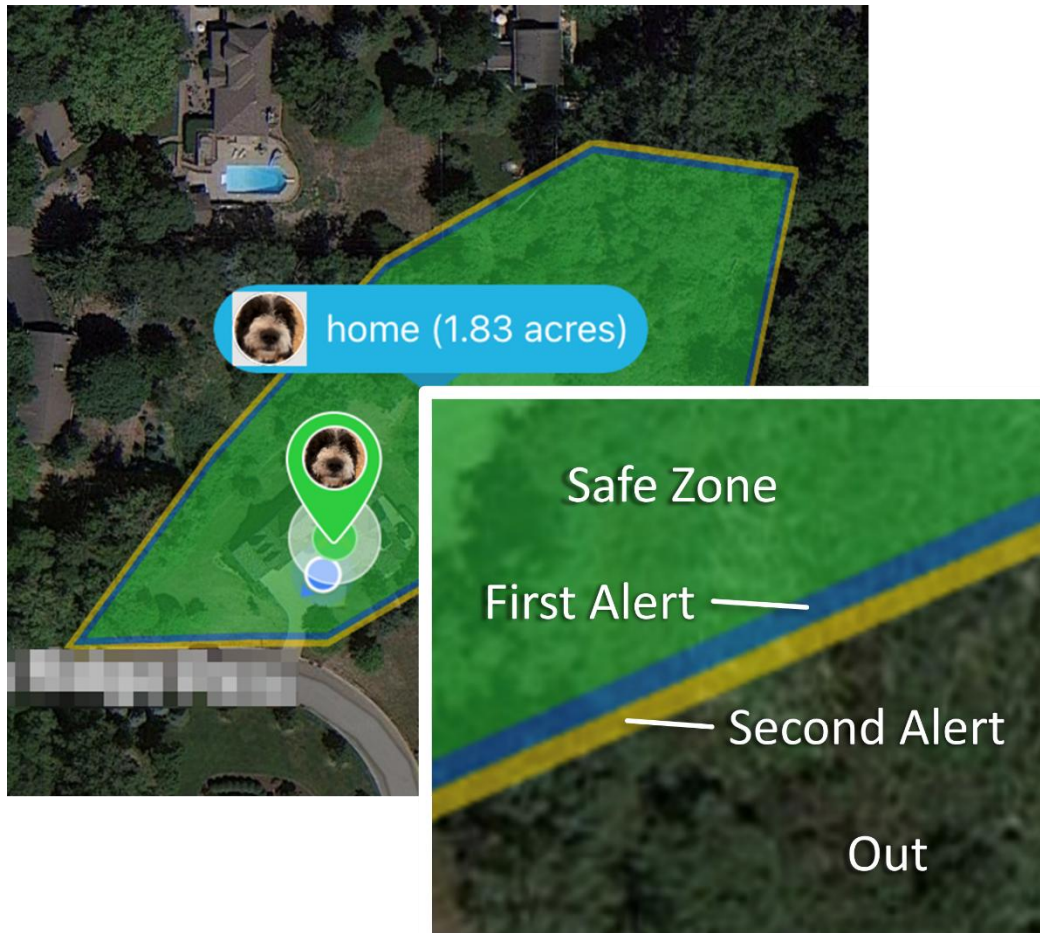 home (1.83 acres)
Safe Zone
First Alert
Second Alert
Out